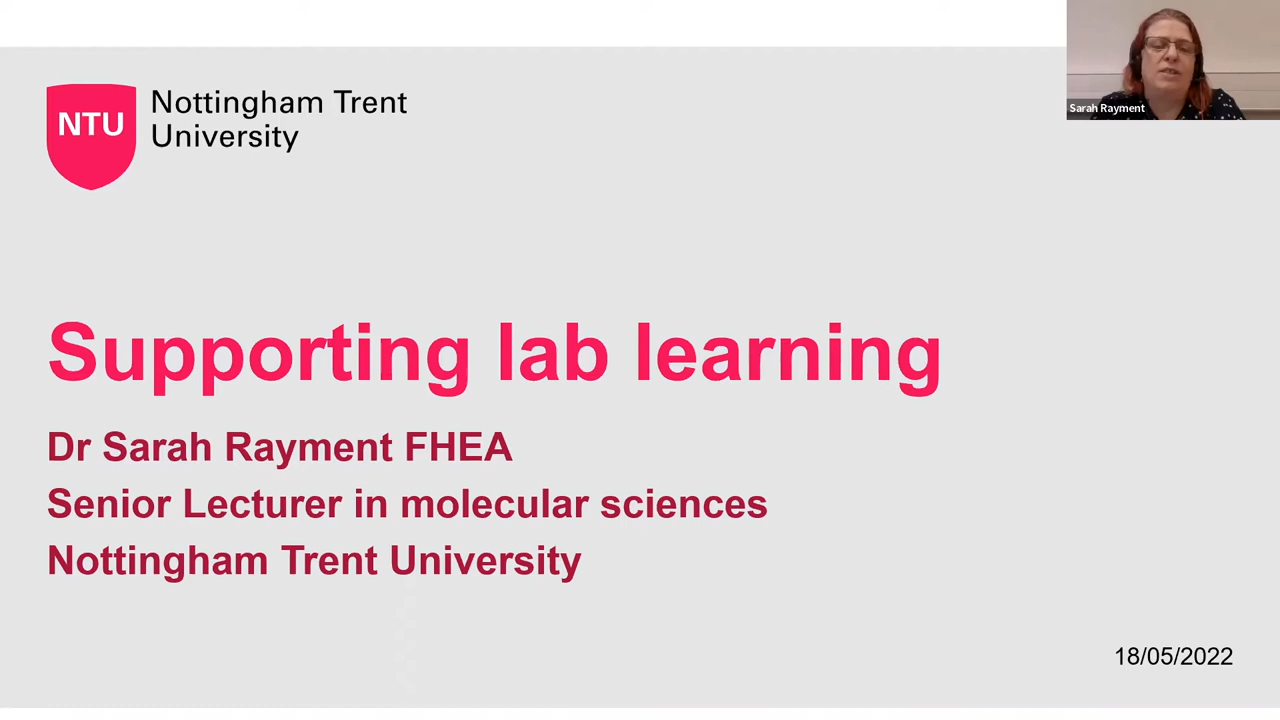 NTU
Nottingham Trent
University
Sarah Rayment
Supporting lab learning
Dr Sarah Rayment FHEA
Senior Lecturer in molecular sciences
Nottingham Trent University
18/05/2022